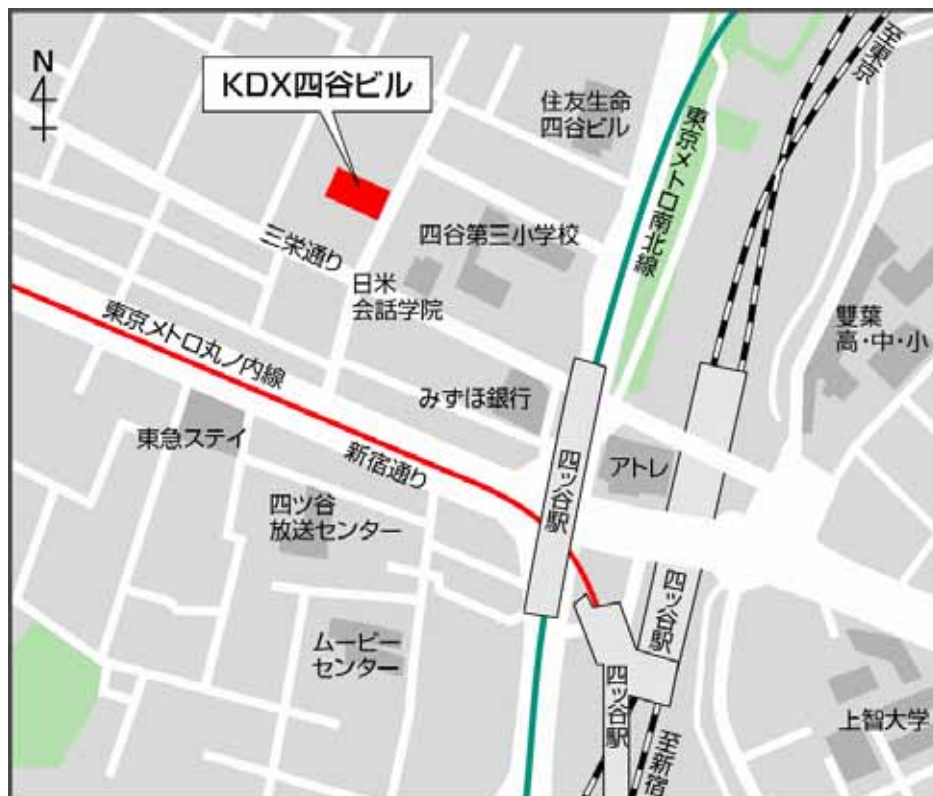 N
KDX四谷ビル
住友生命
四谷ビル
至東京
東京メトロ南北線
四谷第三小学校
三栄通り
日米
会話学院
雙葉
高・中・小
東京メトロ丸ノ内線
みずほ銀行
東急ステイ
新宿通り
アトレ
四ッ谷駅
四ツ谷
放送センター
四ッ谷駅
ムービー
センター
四ッ谷駅
上智大学
至新宿